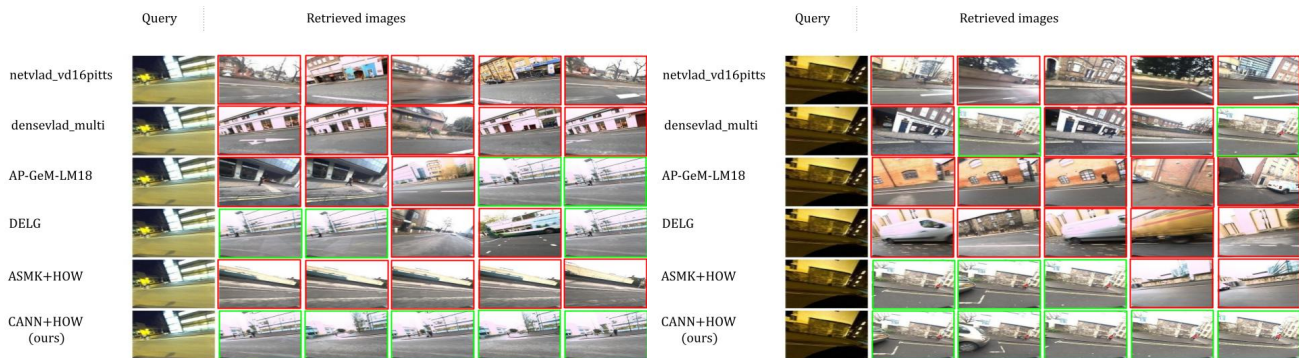 Query Retrieved images
netvlad_vd16pitts
densevlad_multi
AP-GeM-LM18
DELG
ASMK+HOW
CANN+HOW
(ours)
Query Retrieved images
netvlad_vd16pitts
densevlad_multi
AP-GeM-LM18
DELG
ASMK+HOW
CANN+HOW
(ours)